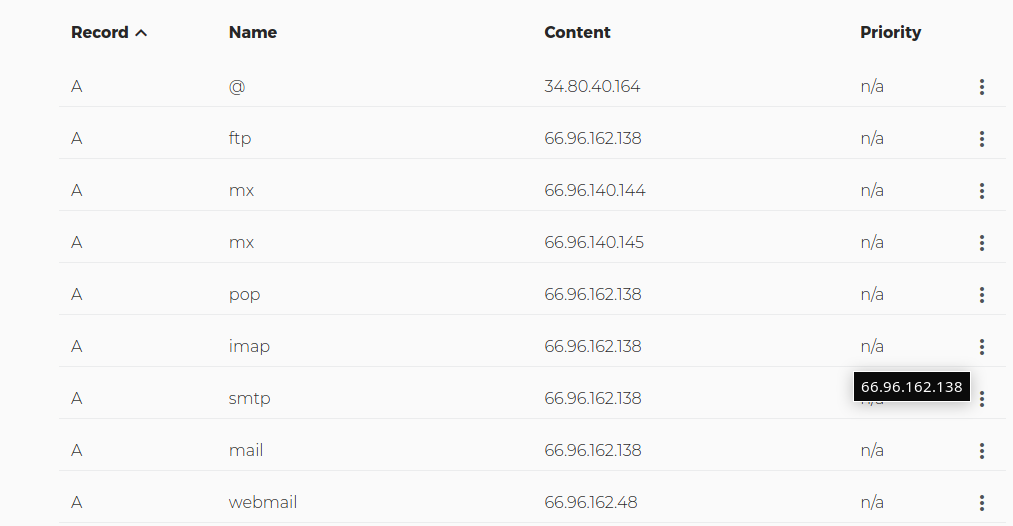 Record Name Content Priority
A @ 34.80.40.164 n/a
A ftp 66.96.162.138 n/a
A mx 66.96.140.144 n/a
A mx 66.96.140.145 n/a
A pop 66.96.162.138 n/a
A imap 66.96.162.138 n/a
66.96.162.138
A smtp 66.96.162.138 n/a
A mail 66.96.162.138 n/a
A webmail 66.96.162.48 n/a